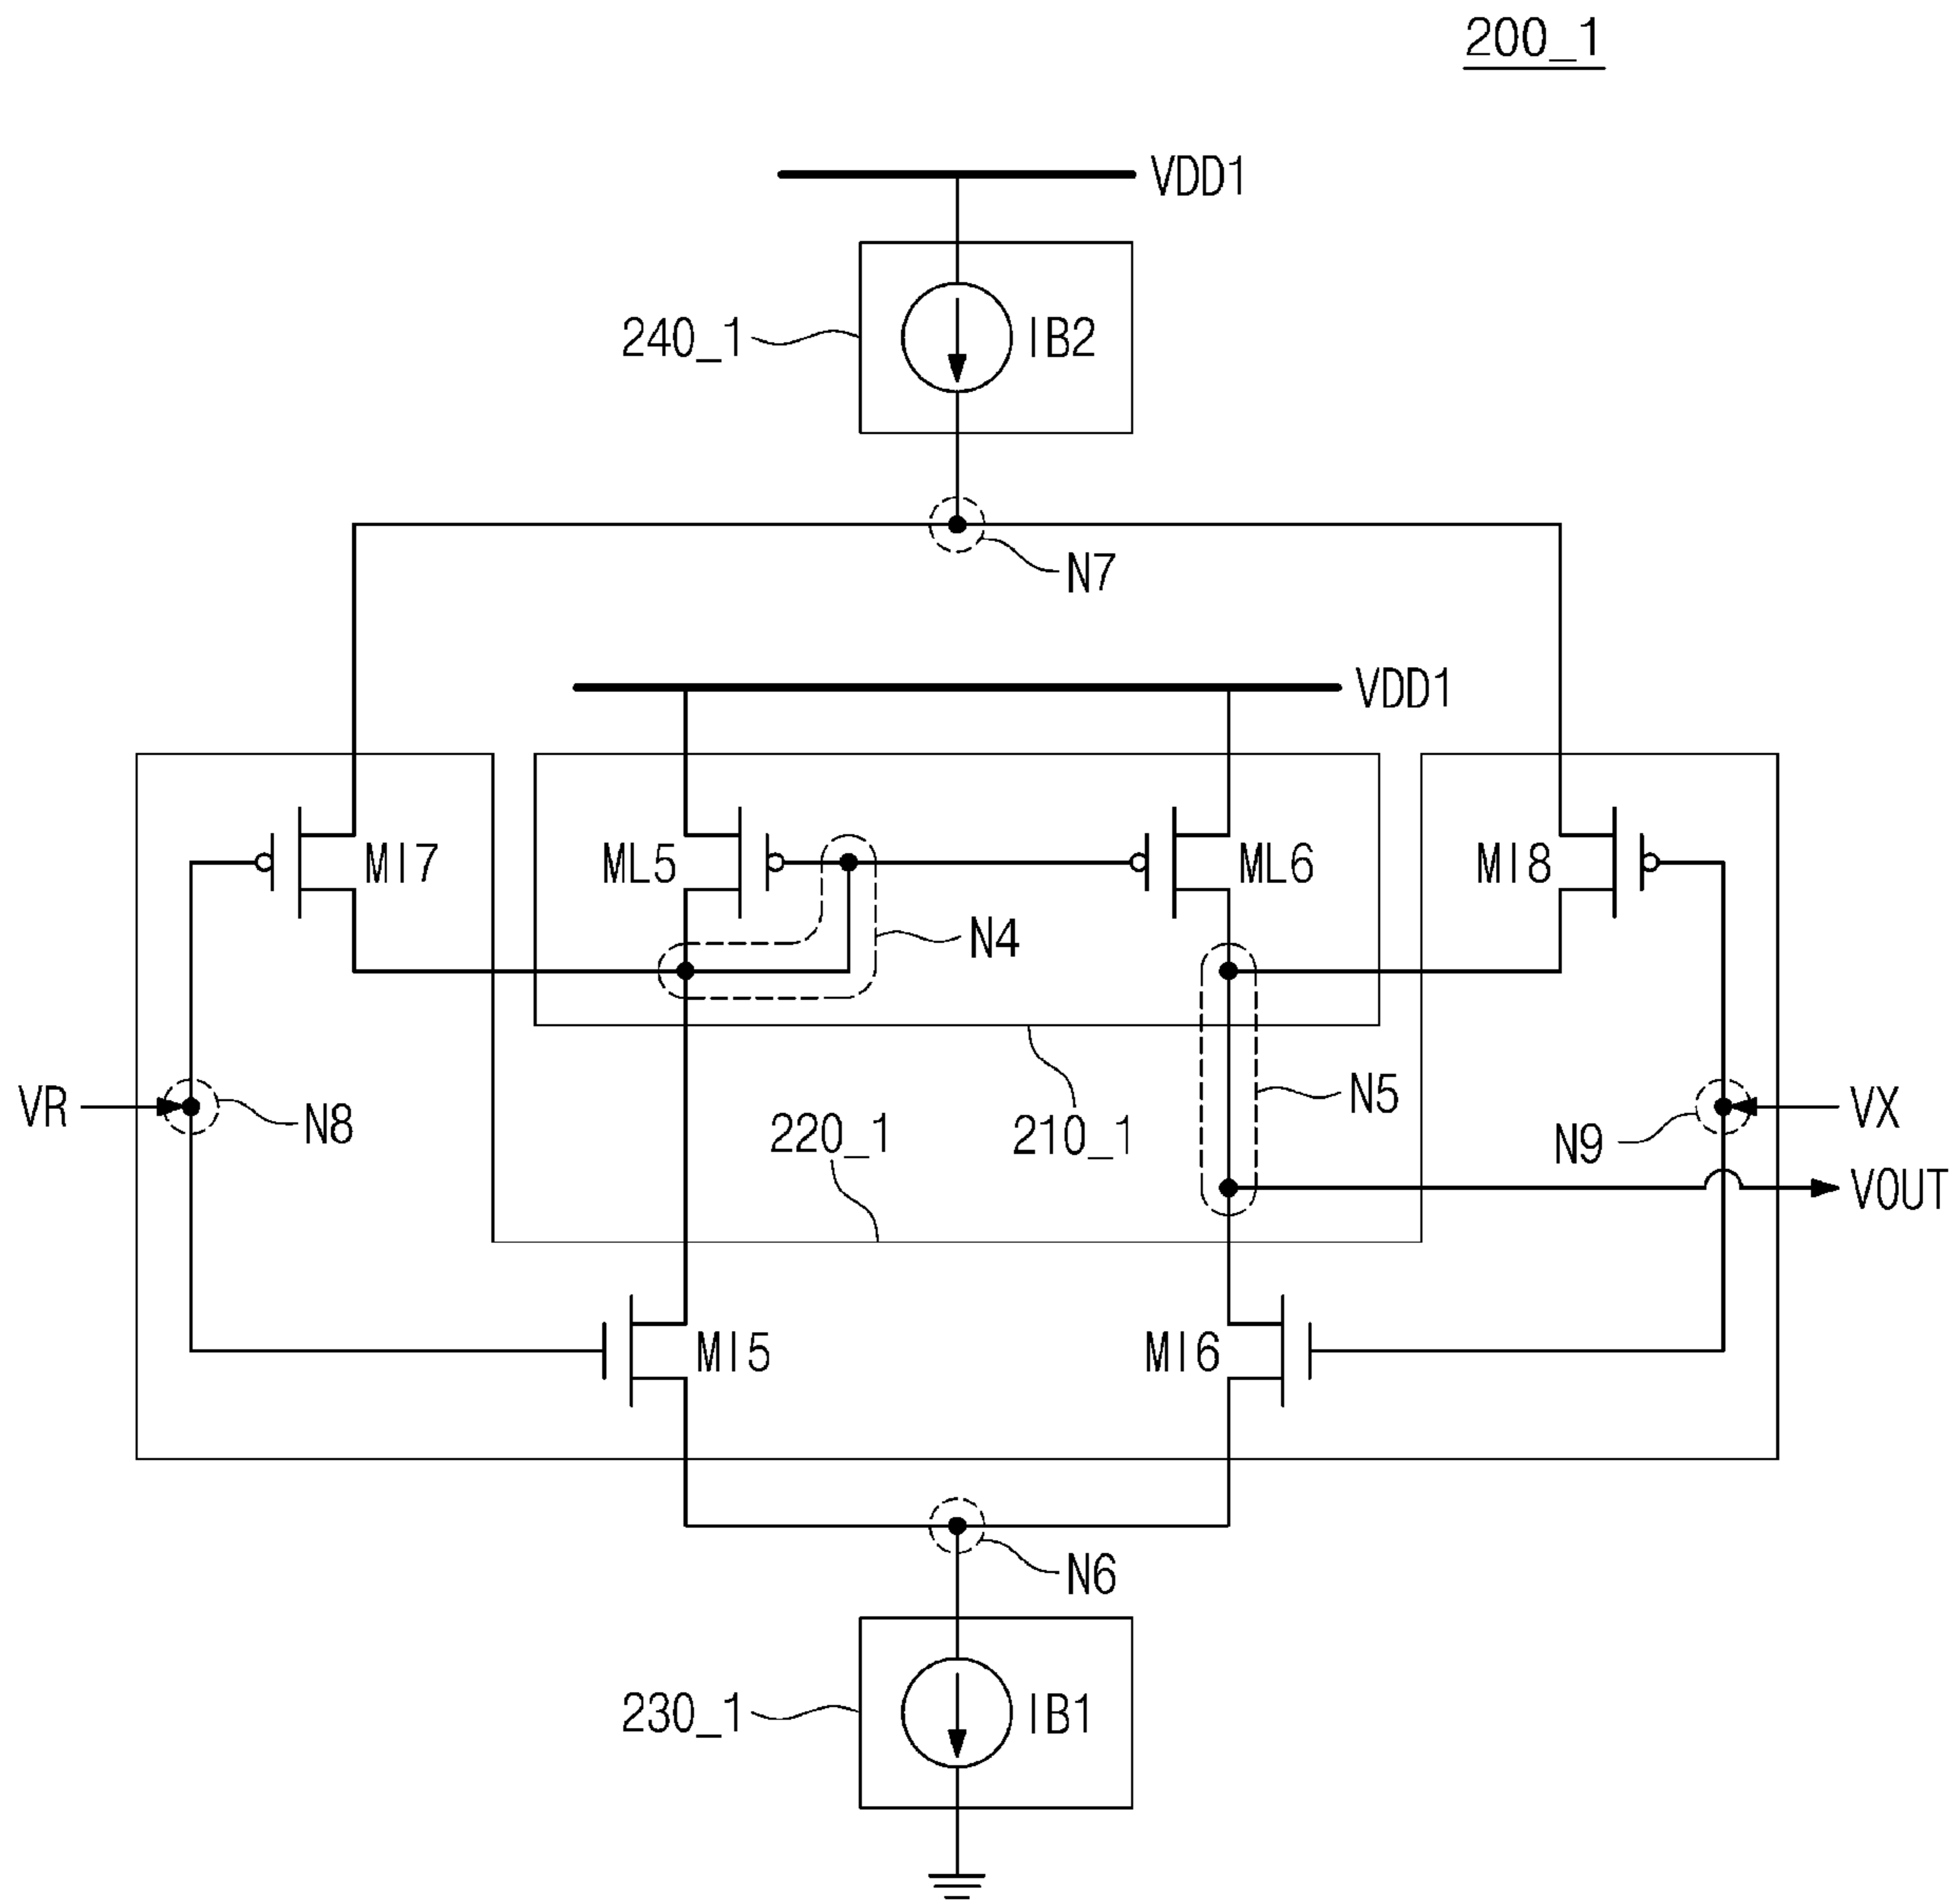 200_1
VDD1
240_1
IB2
N7
VDD1
MI7
ML5
ML6
MI8
N4
VR
N8
220_1
210_1
N5
N9
VX
VOUT
MI5
MI6
N6
230_1
IB1